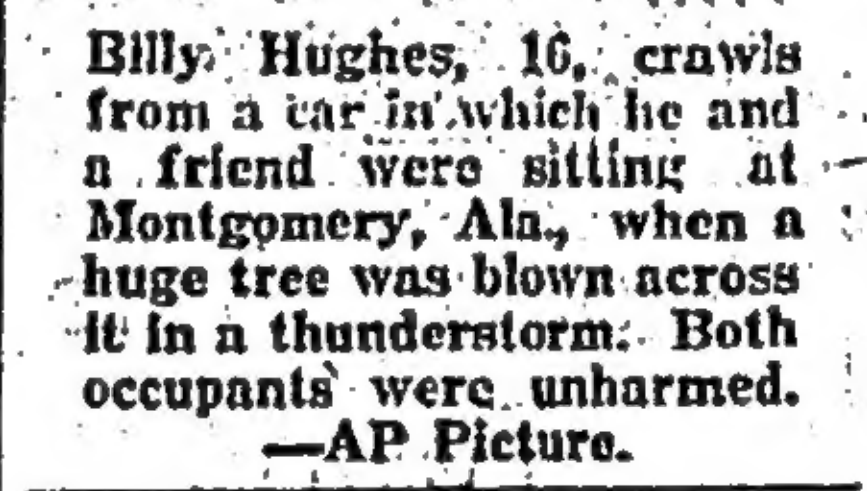 Billy Hughes, 16, crawls
from a car in which he and
a friend were sitting at
Montgomery, Ala., when a
huge tree was blown across
it in a thunderstorm. Both
occupants were unharmed.
—AP Picture.